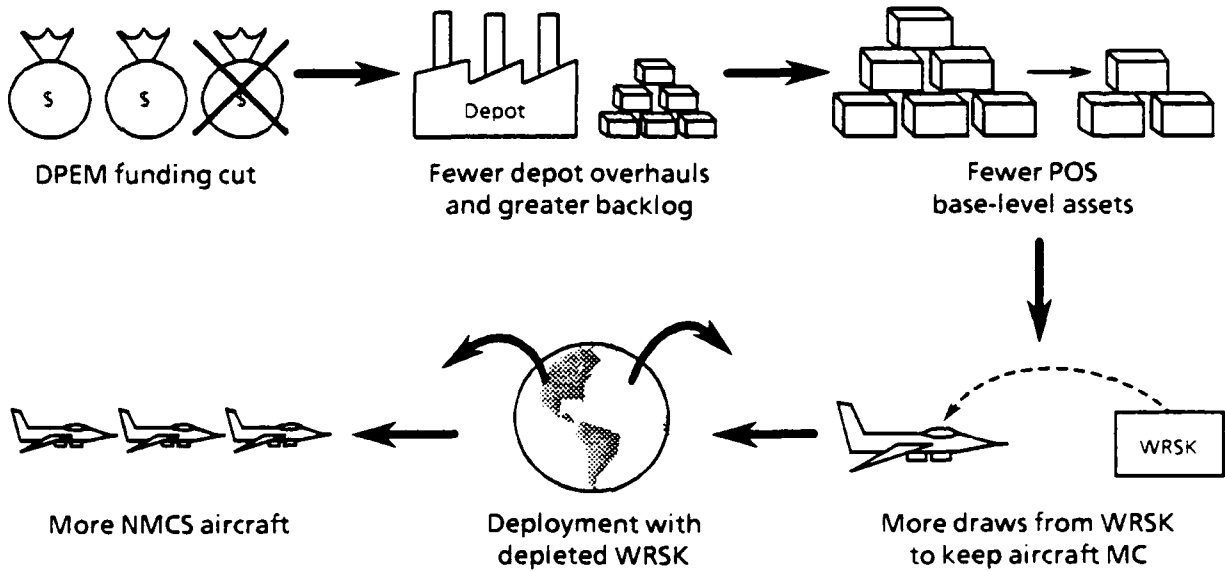 $
$
$
DPEM funding cut
Depot
Fewer depot overhauls
and greater backlog
Fewer POS
base-level assets
WRSK
More draws from WRSK
to keep aircraft MC
Deployment with
depleted WRSK
More NMCS aircraft